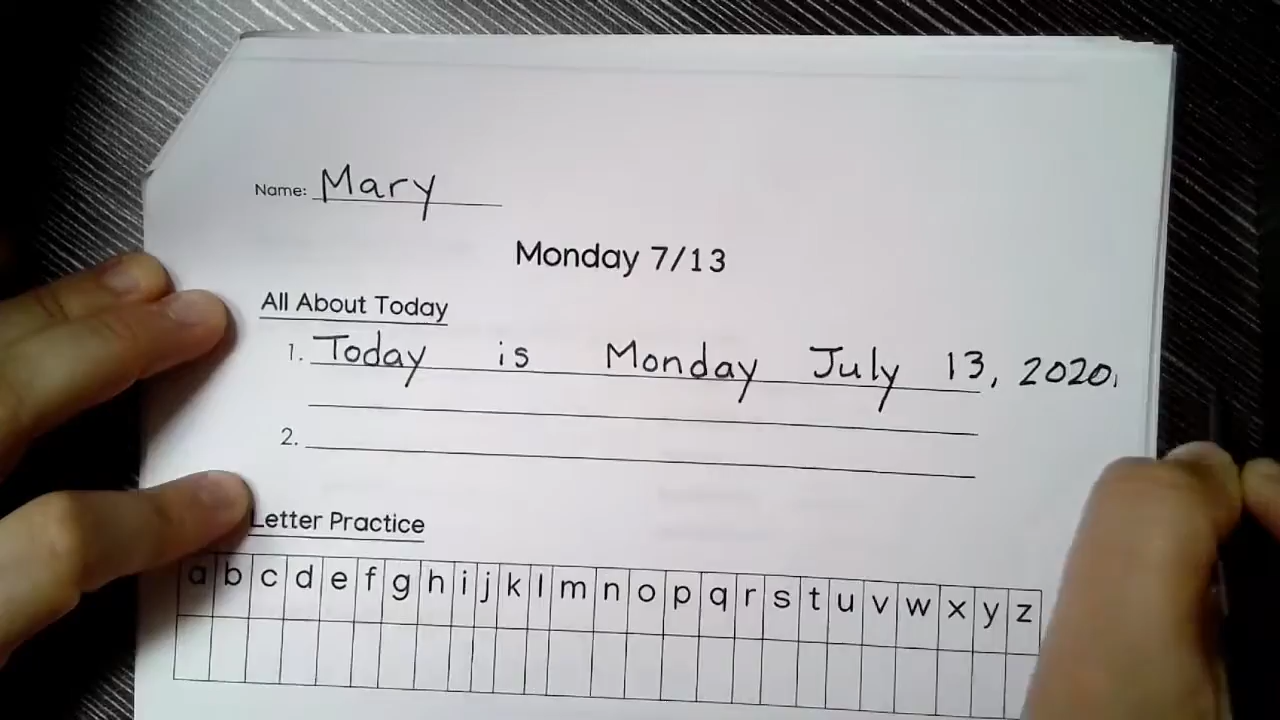 Name: Mary
Monday 7/13
All About Today
1. Today is Monday July 13, 2020.
2.
Letter Practice
a b c d e f g h i j k l m n o p q r s t u v w x y z